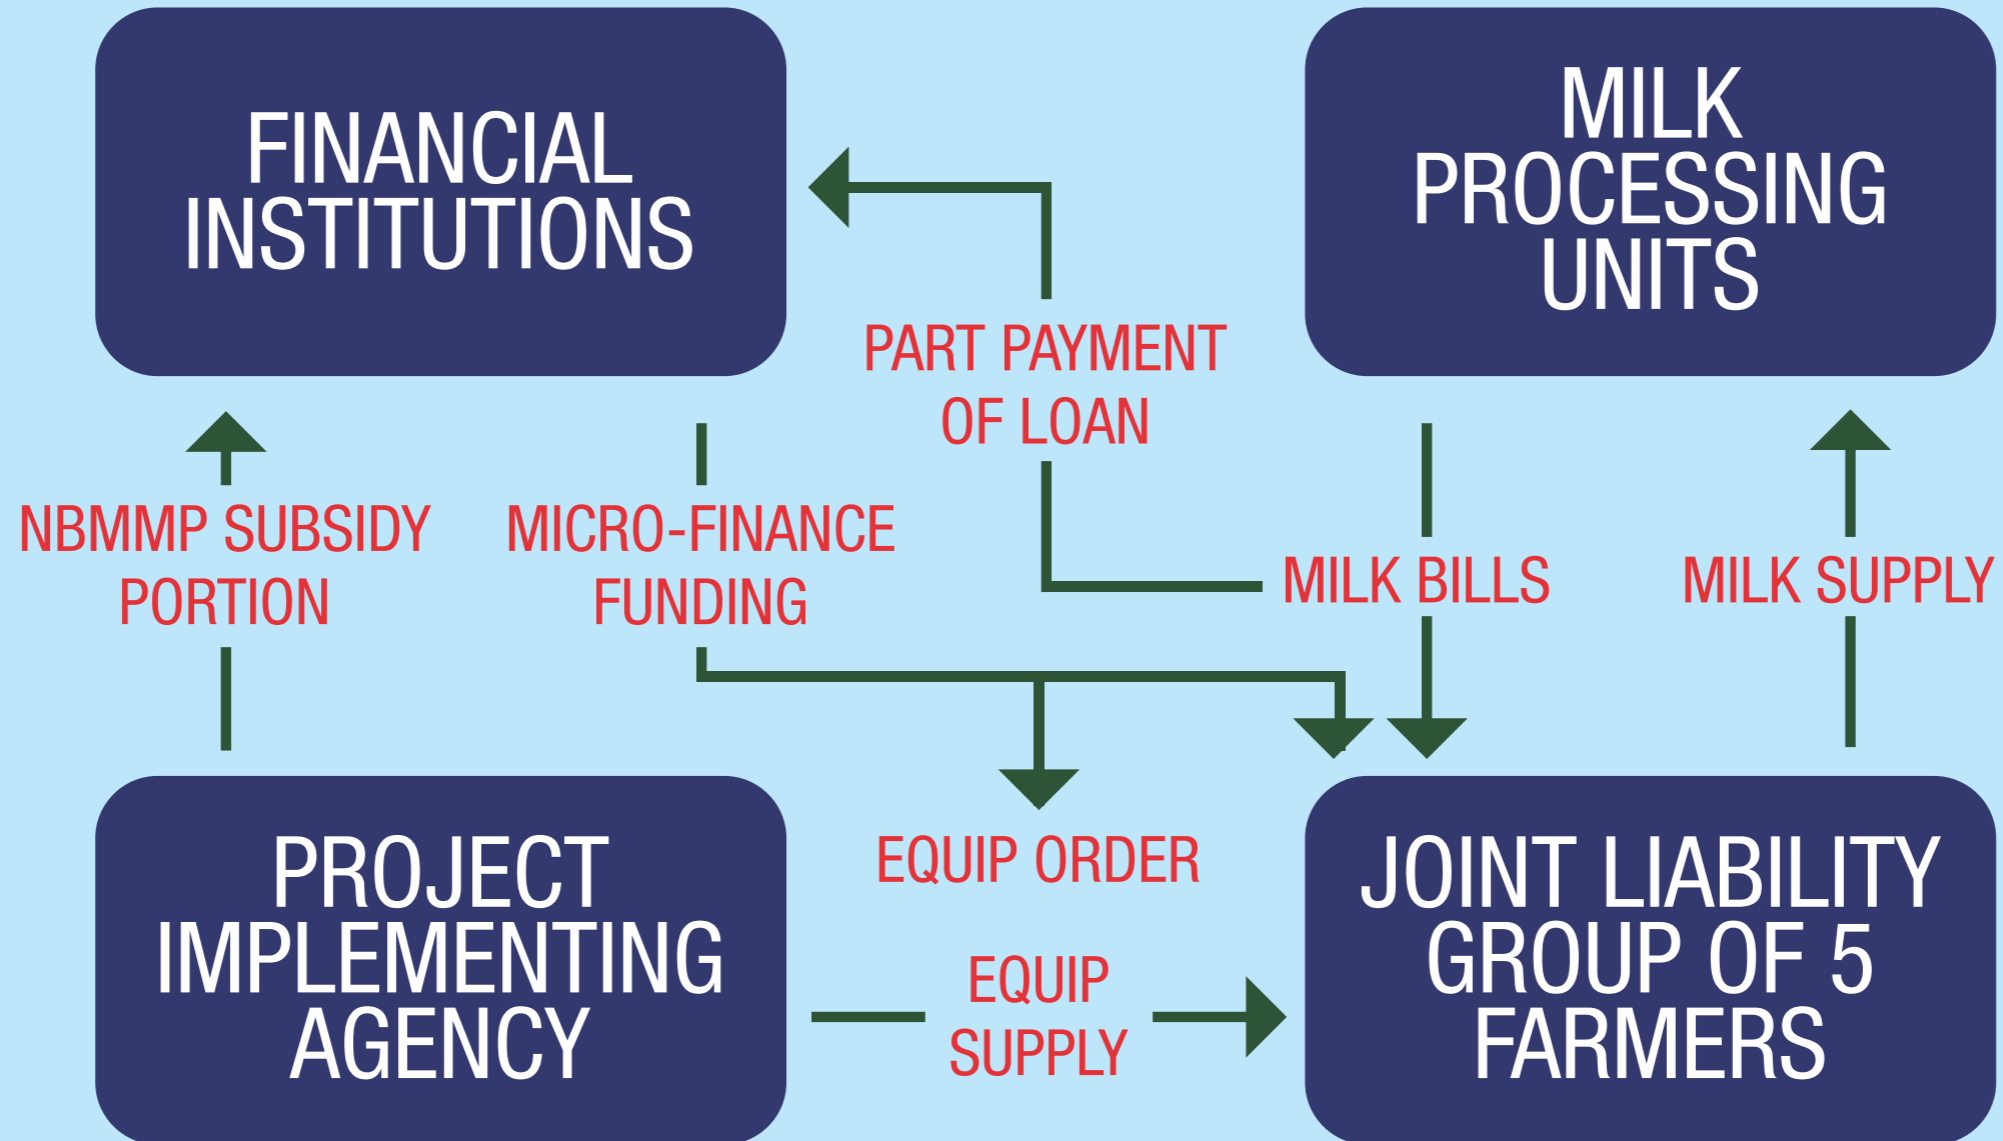 FINANCIAL
INSTITUTIONS
MILK
PROCESSING
UNITS
PART PAYMENT
OF LOAN
NBMMP SUBSIDY
PORTION
MICRO-FINANCE
FUNDING
MILK BILLS
MILK SUPPLY
PROJECT
IMPLEMENTING
AGENCY
EQUIP ORDER
EQUIP
SUPPLY
JOINT LIABILITY
GROUP OF 5
FARMERS